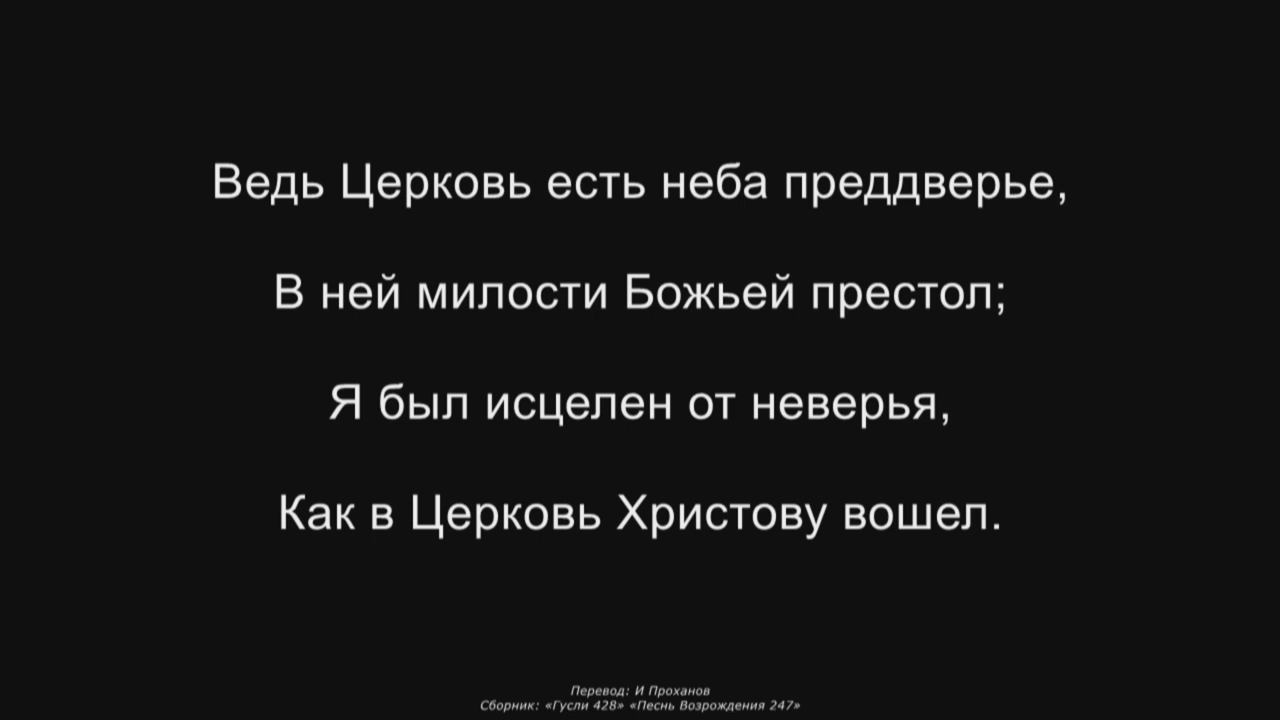 Ведь Церковь есть неба преддверье,
В ней милости Божьей престол;
Я был исцелен от неверья,
Как в Церковь Христову вошел.
Перевод: И Проханов
Сборник: «Гусли 428» «Песнь Возрождения 247»